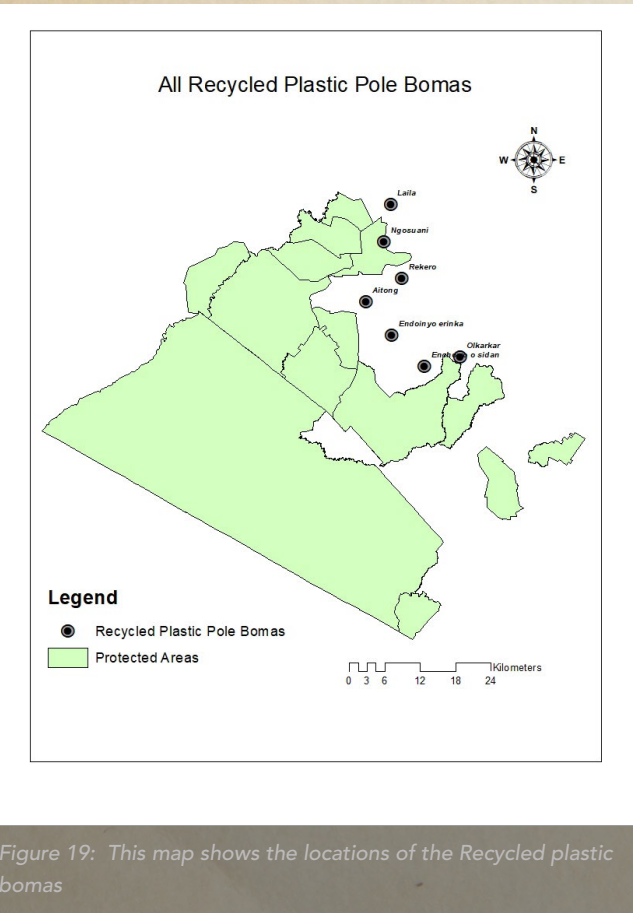 All Recycled Plastic Pole Bomas
N
W E
S
Laila
Ngosuani
Rekero
Aitong
Endoinyo erinka
Olkarkar
o sidan
Legend
Recycled Plastic Pole Bomas
Protected Areas
Kilometers
0 3 6 12 18 24
Figure 19: This map shows the locations of the Recycled plastic
bomas